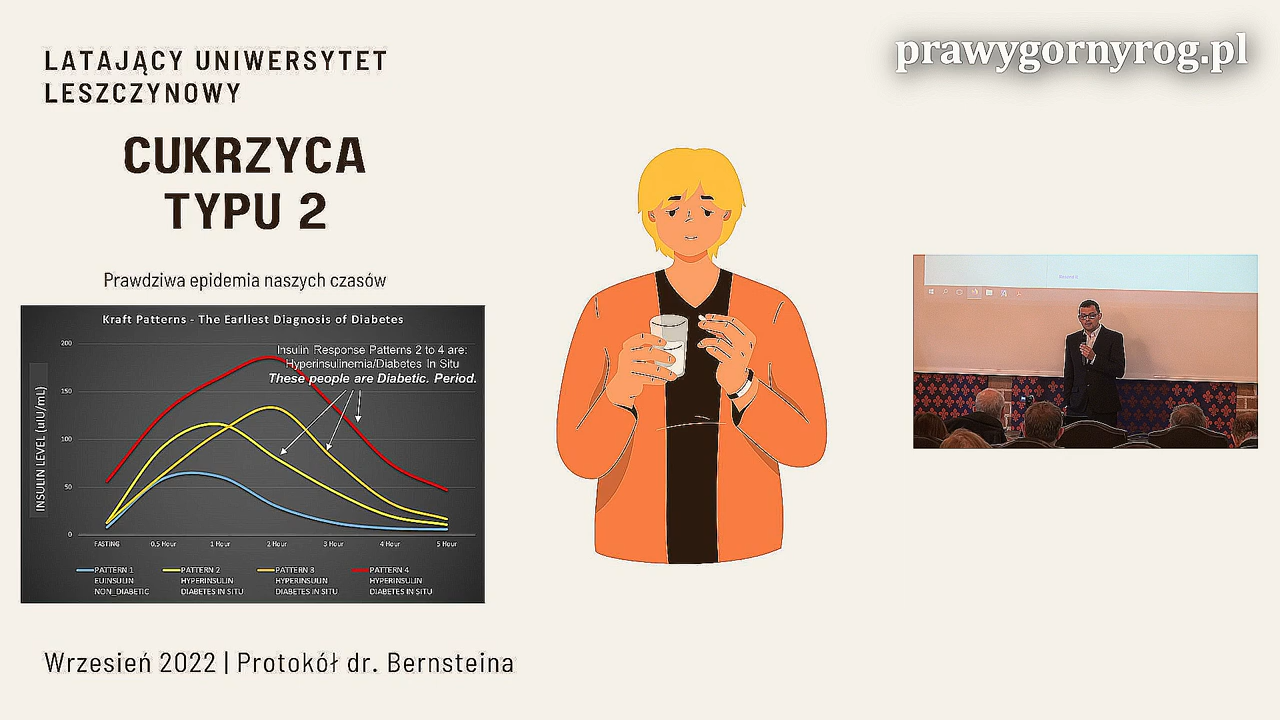 LATAJĄCY UNIWERSYTET
LESZCZYNOWY
prawygornyrog.pl
CUKRZYCA
TYPU 2
Prawdziwa epidemia naszych czasów
Kraft Patterns - The Earliest Diagnosis of Diabetes
Insulin Response Patterns 2 to 4 are:
Hyperinsulinemia/Diabetes In Situ
These people are Diabetic. Period.
INSULIN LEVEL (uIU/mL)
200
150
100
50
0
FASTING 0,5 Hour 1 Hour 2 Hour 3 Hour 4 Hour 5 Hour
PATTERN 1 PATTERN 2 PATTERN 3 PATTERN 4
EUINSULIN HYPERINSULIN HYPERINSULIN HYPERINSULIN
NON_DIABETIC DIABETES IN SITU DIABETES IN SITU DIABETES IN SITU
Wrzesień 2022 | Protokół dr. Bernsteina